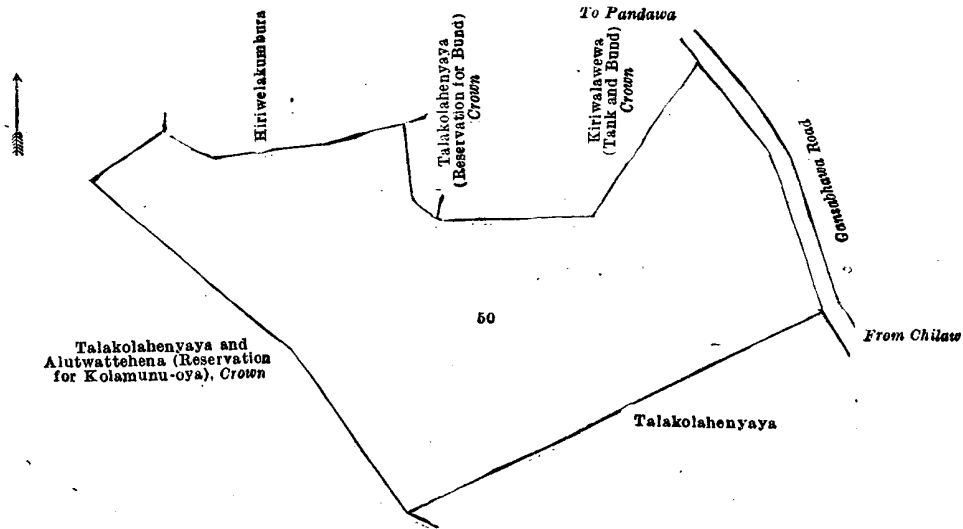 To Pandawa
Hiriwelakumbura
Talakolahenyaya
(Reservation for Bund)
Crown
Kiriwalawewa
(Tank and Bund)
Crown
Gansabhawa Road
50
From Chilaw
Talakolahenyaya and
Alutwattehena (Reservation
for Kolamunu-oya), Crown
Talakolahenyaya